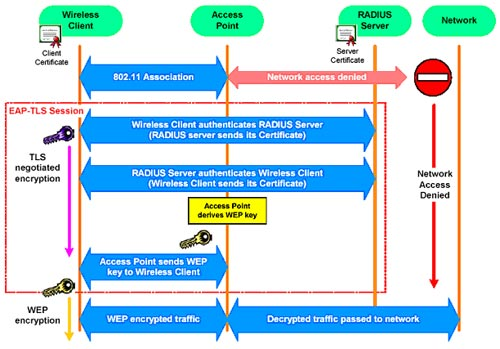 Wireless
Client
Access
Point
RADIUS
Server
Network
Client
Certificate
Server
Certificate
802.11 Association
Network access denied
EAP-TLS Session
Wireless Client authenticates RADIUS Server
(RADIUS server sends its Certificate)
TLS
negotiated
encryption
RADIUS Server authenticates Wireless Client
(Wireless Client sends its Certificate)
Network
Access
Denied
Access Point
derives WEP key
Access Point sends WEP
key to Wireless Client
WEP
encryption
WEP encrypted traffic
Decrypted traffic passed to network